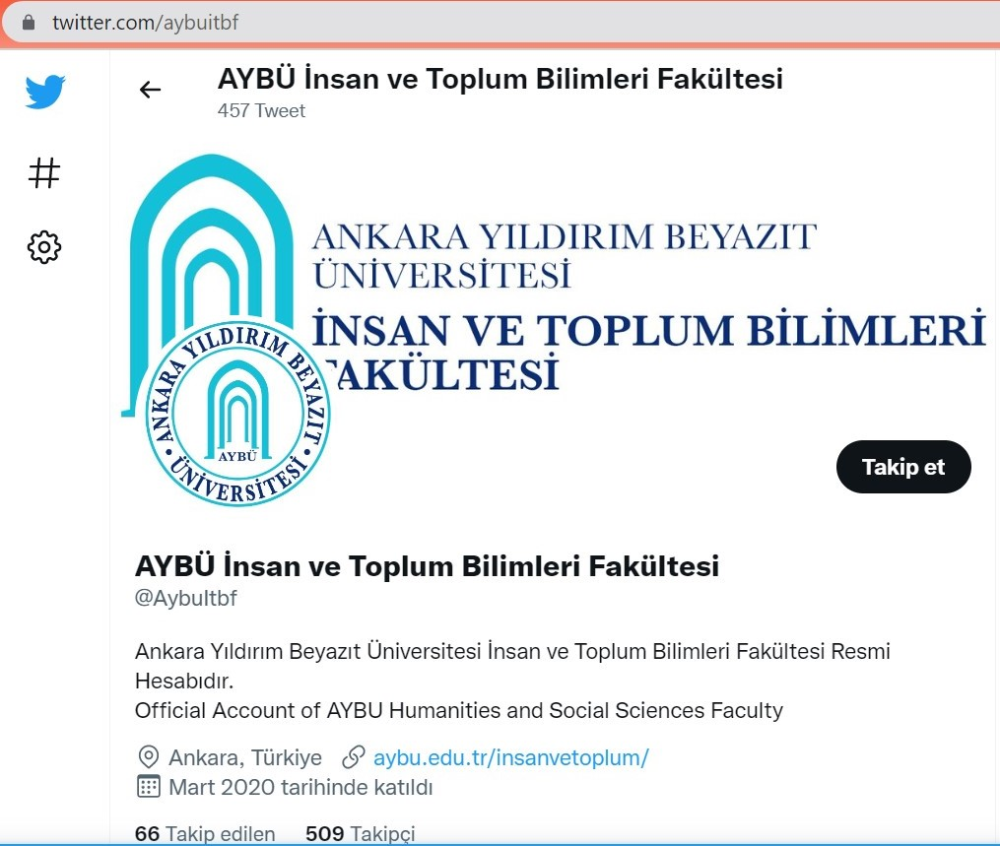 twitter.com/aybuitbf
AYBÜ İnsan ve Toplum Bilimleri Fakültesi
457 Tweet
ANKARA YILDIRIM BEYAZIT
ÜNİVERSİTESİ
İNSAN VE TOPLUM BİLİMLERİ
FAKÜLTESİ
ANKARA YILDIRIM BEYAZIT
ÜNİVERSİTESİ
AYBÜ
Takip et
AYBÜ İnsan ve Toplum Bilimleri Fakültesi
@AybuItbf
Ankara Yıldırım Beyazıt Üniversitesi İnsan ve Toplum Bilimleri Fakültesi Resmi
Hesabıdır.
Official Account of AYBU Humanities and Social Sciences Faculty
Ankara, Türkiye aybu.edu.tr/insanvetoplum/
Mart 2020 tarihinde katıldı
66 Takip edilen 509 Takipçi